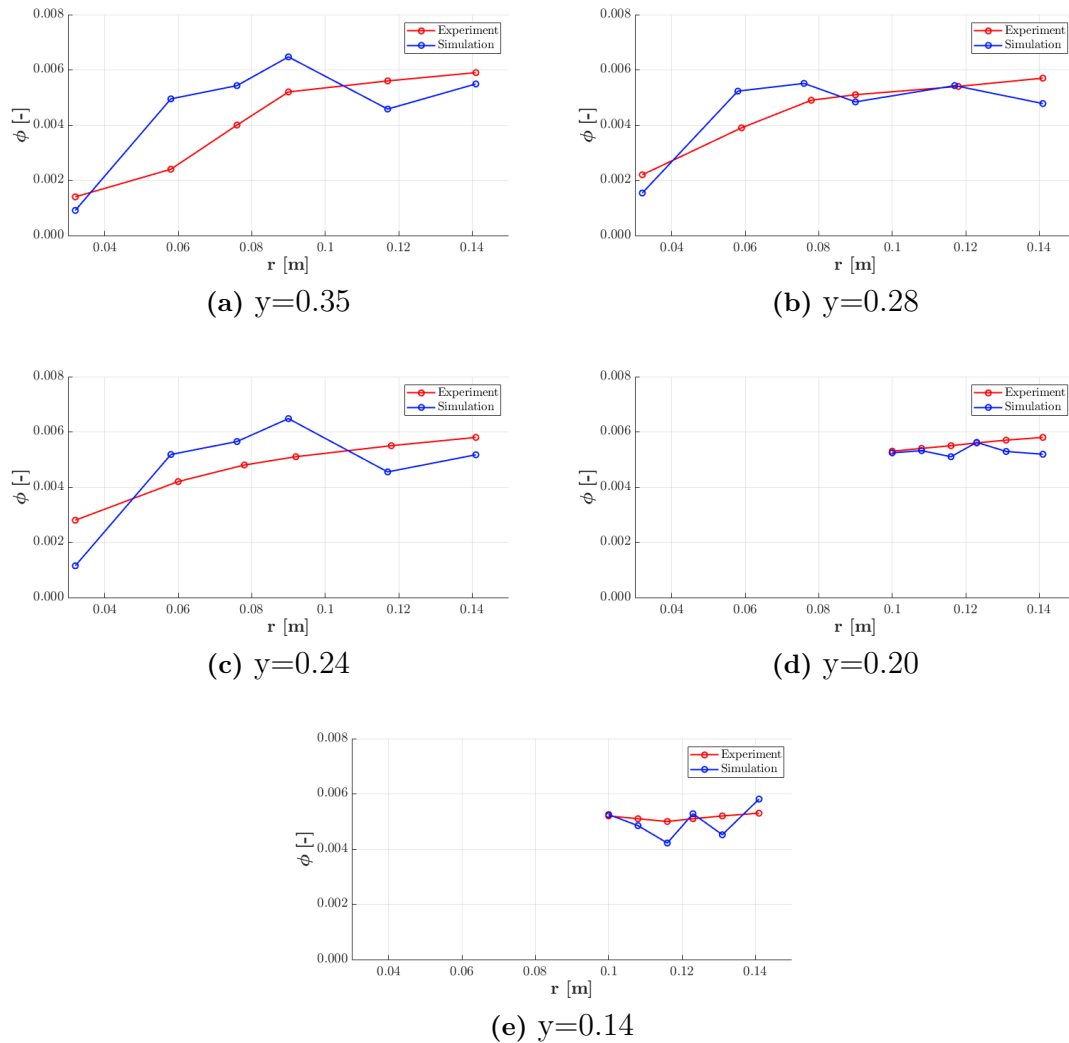 0.008
0.006
0.004
0.002
0.000
ϕ [-]
Experiment
Simulation
0.04 0.06 0.08 0.1 0.12 0.14
r [m]
(a) y=0.35
0.008
0.006
0.004
0.002
0.000
ϕ [-]
Experiment
Simulation
0.04 0.06 0.08 0.1 0.12 0.14
r [m]
(b) y=0.28
0.008
0.006
0.004
0.002
0.000
ϕ [-]
Experiment
Simulation
0.04 0.06 0.08 0.1 0.12 0.14
r [m]
(c) y=0.24
0.008
0.006
0.004
0.002
0.000
ϕ [-]
Experiment
Simulation
0.04 0.06 0.08 0.1 0.12 0.14
r [m]
(d) y=0.20
0.008
0.006
0.004
0.002
0.000
ϕ [-]
Experiment
Simulation
0.04 0.06 0.08 0.1 0.12 0.14
r [m]
(e) y=0.14